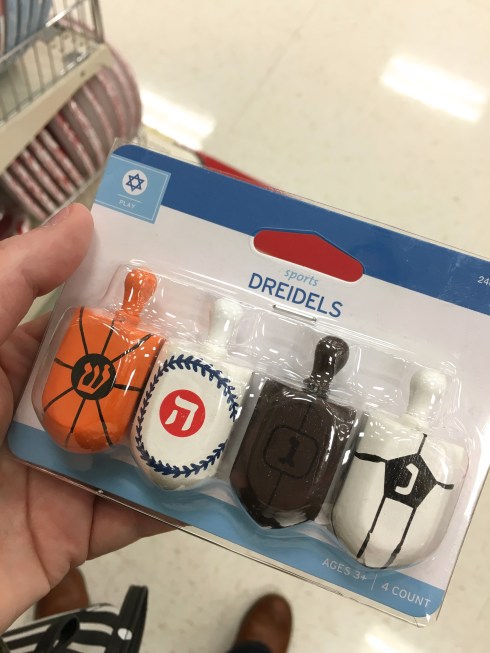 PLAY
sports
DREIDELS
ש
ה
ג
נ
AGES 3+ | 4 COUNT